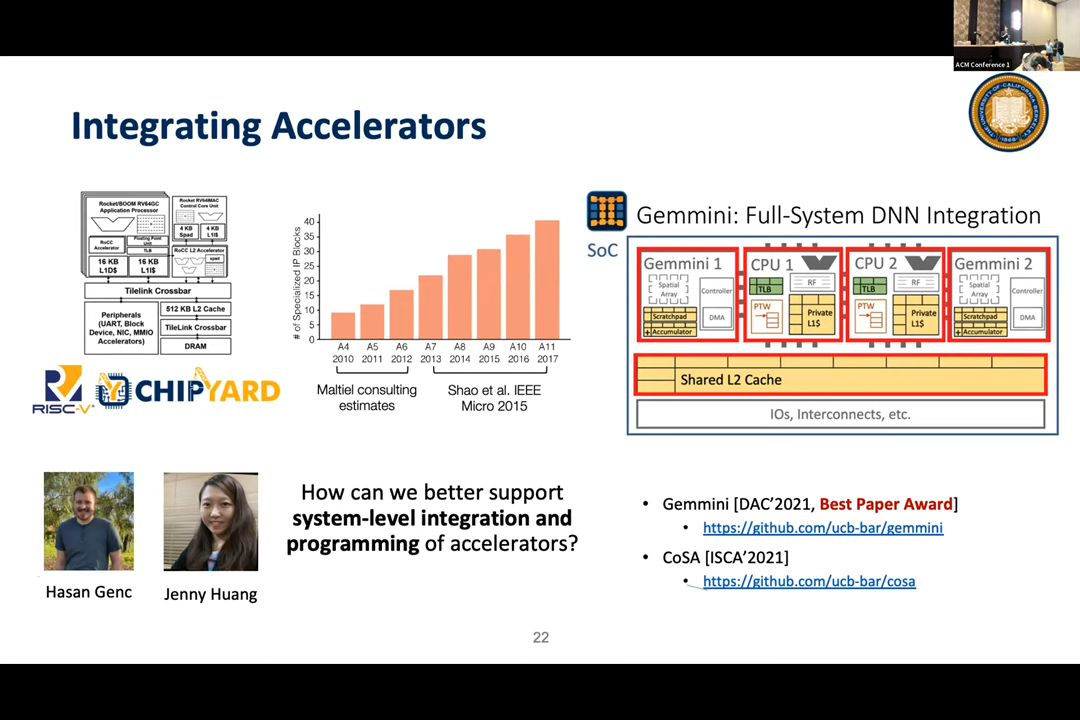 ACM Conference 1
Integrating Accelerators
Rocket/BOOM RV64GC
Application Processor
Rocket RV64IMAC
Control Core Unit
RoCC
Accelerator
Floating Point
Unit
TLB
4 KB
Spad
4 KB
L1I$
RoCC L2 Accelerator
spad
16 KB
L1D$
16 KB
L1I$
Tilelink Crossbar
Peripherals
(UART, Block
Device, NIC, MMIO
Accelerators)
512 KB L2 Cache
TileLink Crossbar
DRAM
RISC-V
CHIPYARD
# of Specialized IP Blocks
40
35
30
25
20
15
10
5
0
A4 A5 A6 A7 A8 A9 A10 A11
2010 2011 2012 2013 2014 2015 2016 2017
Maltiel consulting
estimates
Shao et al. IEEE
Micro 2015
Gemmini: Full-System DNN Integration
SoC
Gemmini 1
Spatial
Array
Controller
DMA
Scratchpad
Accumulator
CPU 1
TLB
RF
PTW
Private
L1$
CPU 2
TLB
RF
PTW
Private
L1$
Gemmini 2
Spatial
Array
Controller
DMA
Scratchpad
Accumulator
Shared L2 Cache
IOs, Interconnects, etc.
Hasan Genc
Jenny Huang
How can we better support
system-level integration and
programming of accelerators?
• Gemmini [DAC’2021, Best Paper Award]
• https://github.com/ucb-bar/gemmini
• CoSA [ISCA’2021]
• https://github.com/ucb-bar/cosa
22